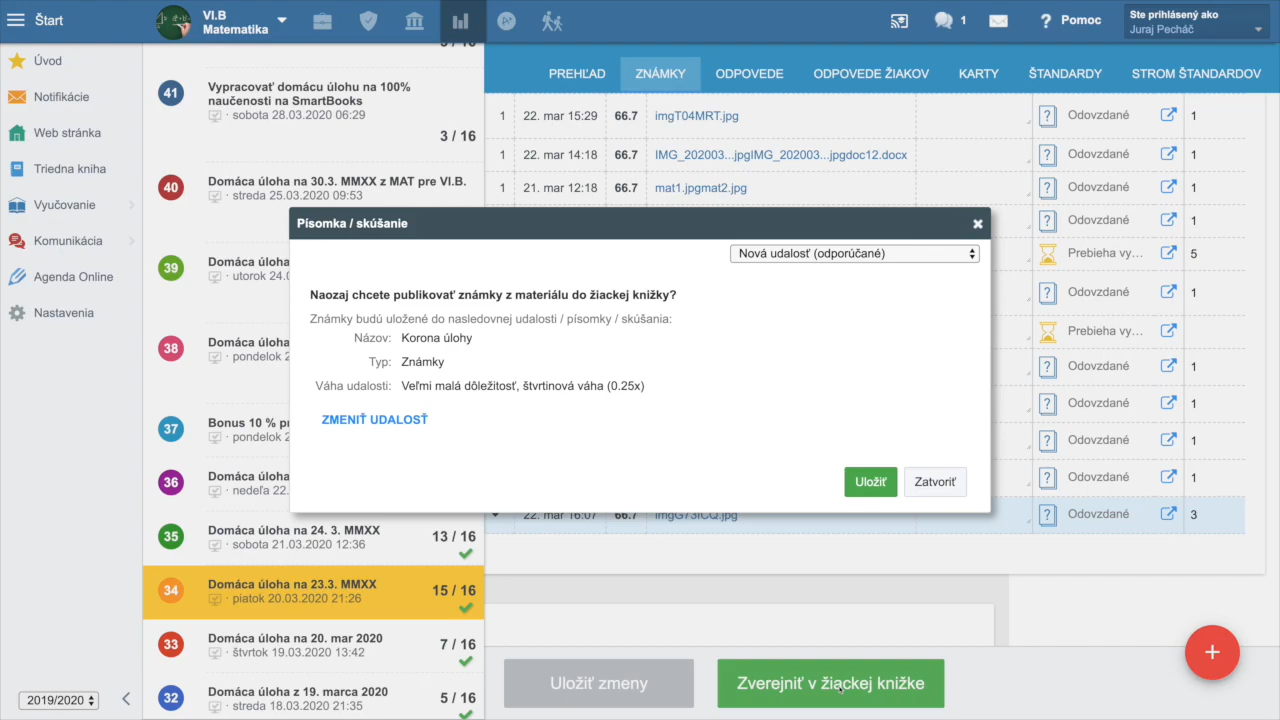 Štart
VI.B
Matematika
1
Pomoc
Ste prihlásený ako
Juraj Pecháč
Úvod
Notifikácie
Web stránka
Triedna kniha
Vyučovanie
Komunikácia
Agenda Online
Nastavenia
2019/2020
41
Vypracovať domácu úlohu na 100%
naučenosti na SmartBooks
· sobota 28.03.2020 06:29
3 / 16
40
Domáca úloha na 30.3. MMXX z MAT pre VI.B.
· streda 25.03.2020 09:53
39
Domáca úloha
· utorok 24.0
38
Domáca úloha
· pondelok 2
37
Bonus 10 % pr
· pondelok 2
36
Domáca úloha
· nedeľa 22.
35
Domáca úloha na 24. 3. MMXX
· sobota 21.03.2020 12:36
13 / 16
34
Domáca úloha na 23.3. MMXX
· piatok 20.03.2020 21:26
15 / 16
33
Domáca úloha na 20. mar 2020
· štvrtok 19.03.2020 13:42
7 / 16
32
Domáca úloha z 19. marca 2020
· streda 18.03.2020 21:35
5 / 16
PREHĽAD ZNÁMKY ODPOVEDE ODPOVEDE ŽIAKOV KARTY ŠTANDARDY STROM ŠTANDARDOV
1 22. mar 15:29 66.7 imgT04MRT.jpg ? Odovzdané 1
1 22. mar 14:18 66.7 IMG_202003...jpgIMG_202003...jpgdoc12.docx ? Odovzdané 1
1 21. mar 12:18 66.7 mat1.jpgmat2.jpg ? Odovzdané 1
? Odovzdané 1
Prebieha vy... 5
? Odovzdané 1
Prebieha vy...
? Odovzdané 1
? Odovzdané 1
? Odovzdané 1
? Odovzdané 1
22. mar 16:07 66.7 ? Odovzdané 3
Písomka / skúšanie
Nová udalosť (odporúčané)
Naozaj chcete publikovať známky z materiálu do žiackej knižky?
Známky budú uložené do nasledovnej udalosti / písomky / skúšania:
Názov: Korona úlohy
Typ: Známky
Váha udalosti: Veľmi malá dôležitosť, štvrtinová váha (0.25x)
ZMENIŤ UDALOSŤ
Uložiť Zatvoriť
Uložiť zmeny
Zverejniť v žiackej knižke
+